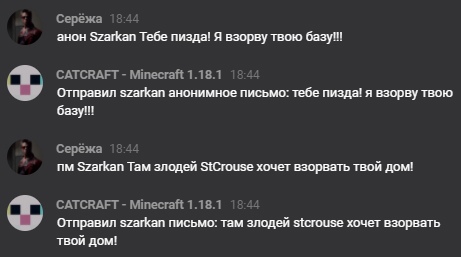 Серёжа 18:44
анон Szarkan Тебе пизда! Я взорву твою базу!!!
CATCRAFT - Minecraft 1.18.1 18:44
Отправил szarkan анонимное письмо: тебе пизда! я взорву твою
базу!!!
Серёжа 18:44
пм Szarkan Там злодей StCrouse хочет взорвать твой дом!
CATCRAFT - Minecraft 1.18.1 18:44
Отправил szarkan письмо: там злодей stcrouse хочет взорвать
твой дом!